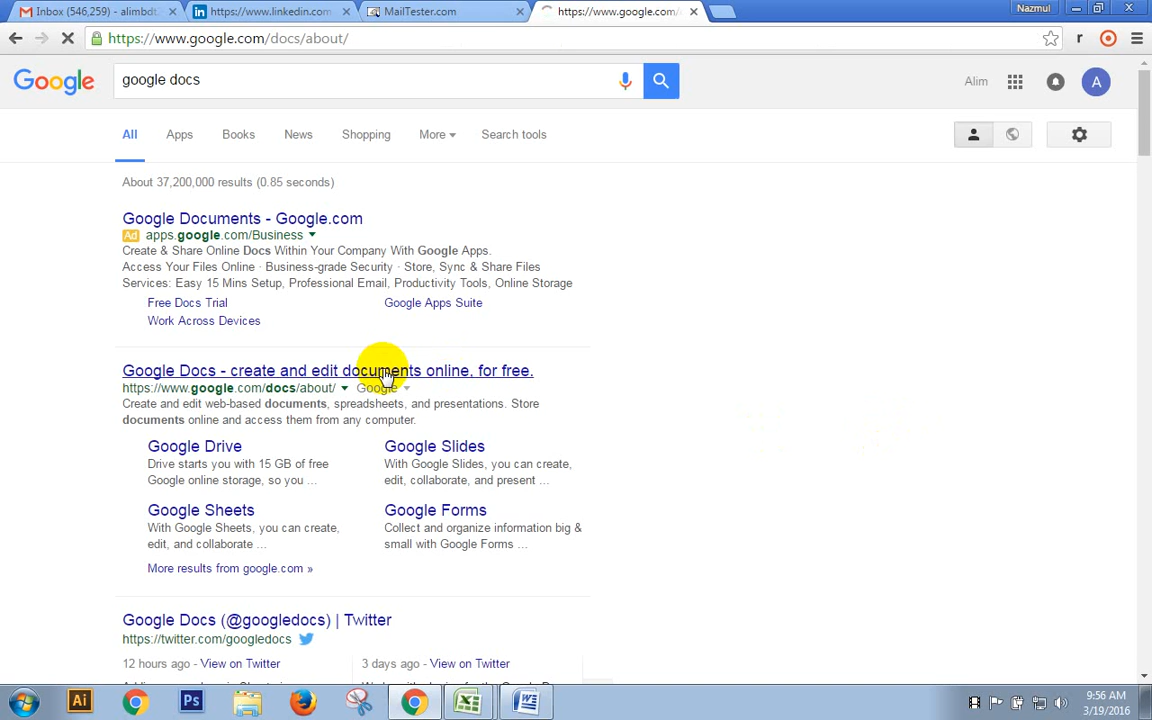 Inbox (546,259) - alimbdt
https://www.linkedin.com
MailTester.com
https://www.google.com/
Nazmul
https://www.google.com/docs/about/
Google
google docs
Alim
A
All
Apps
Books
News
Shopping
More
Search tools
About 37,200,000 results (0.85 seconds)
Google Documents - Google.com
Ad apps.google.com/Business
Create & Share Online Docs Within Your Company With Google Apps.
Access Your Files Online · Business-grade Security · Store, Sync & Share Files
Services: Easy 15 Mins Setup, Professional Email, Productivity Tools, Online Storage
Free Docs Trial
Google Apps Suite
Work Across Devices
Google Docs - create and edit documents online, for free.
https://www.google.com/docs/about/ Google
Create and edit web-based documents, spreadsheets, and presentations. Store
documents online and access them from any computer.
Google Drive
Drive starts you with 15 GB of free
Google online storage, so you ...
Google Slides
With Google Slides, you can create,
edit, collaborate, and present ...
Google Sheets
With Google Sheets, you can create,
edit, and collaborate ...
Google Forms
Collect and organize information big &
small with Google Forms ...
More results from google.com »
Google Docs (@googledocs) | Twitter
https://twitter.com/googledocs
12 hours ago - View on Twitter
3 days ago - View on Twitter
Ai
Ps
9:56 AM
3/19/2016